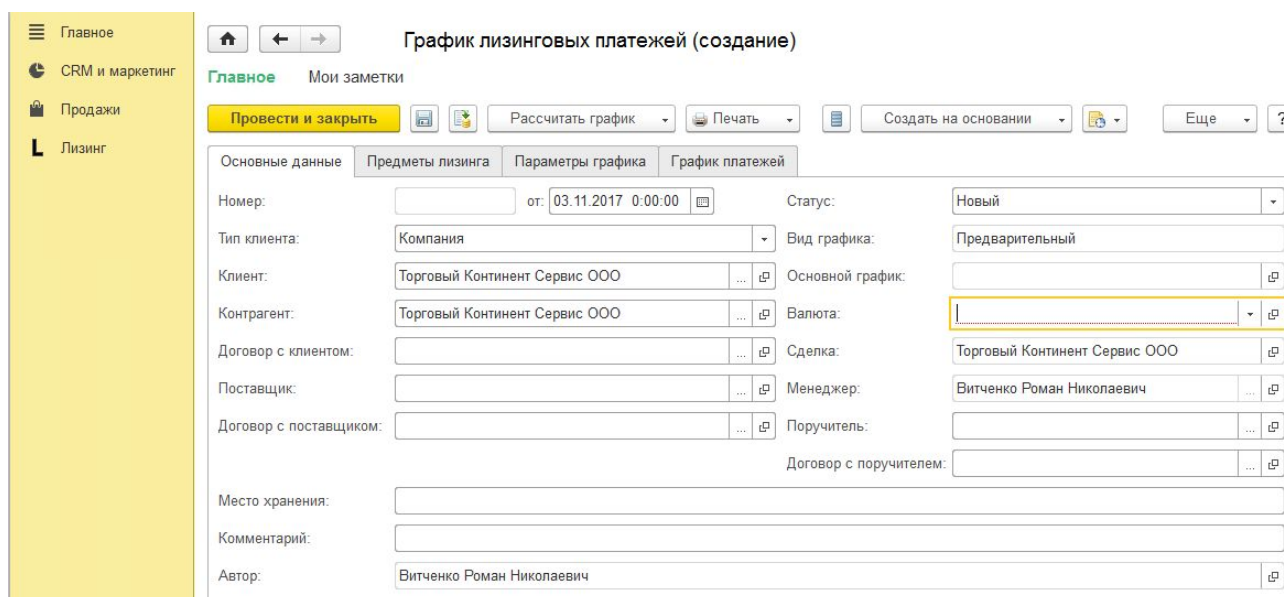 Главное
CRM и маркетинг
Продажи
Лизинг
График лизинговых платежей (создание)
Главное Мои заметки
Провести и закрыть Рассчитать график Печать Создать на основании Еще ?
Основные данные Предметы лизинга Параметры графика График платежей
Номер: от: 03.11.2017 0:00:00 Статус: Новый
Тип клиента: Компания Вид графика: Предварительный
Клиент: Торговый Континент Сервис ООО ... Основной график:
Контрагент: Торговый Континент Сервис ООО ... Валюта:
Договор с клиентом: ... Сделка: Торговый Континент Сервис ООО
Поставщик: ... Менеджер: Витченко Роман Николаевич ...
Договор с поставщиком: ... Поручитель: ...
Договор с поручителем: ...
Место хранения:
Комментарий:
Автор: Витченко Роман Николаевич